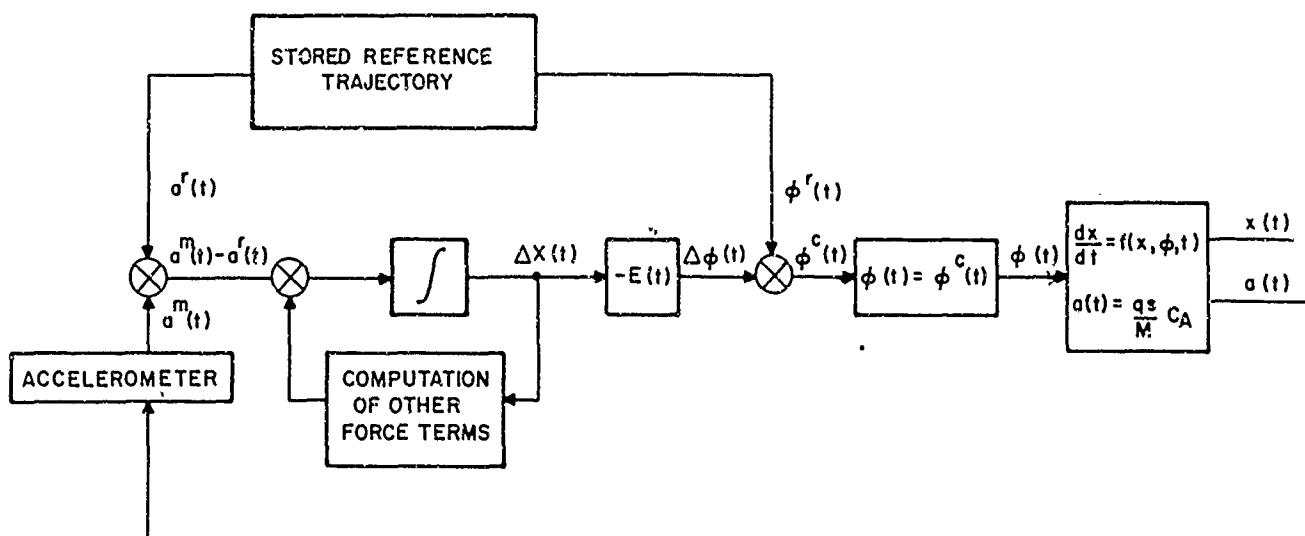 STORED REFERENCE
TRAJECTORY
a^r(t)
ϕ^r(t)
a^m(t)-a^r(t)
a^m(t)
∫
ΔX(t)
-E(t)
Δϕ(t)
ϕ^c(t)
ϕ(t)=ϕ^c(t)
ϕ(t)
dx/dt=f(x,ϕ,t)
a(t)=qs/M C_A
x(t)
a(t)
ACCELEROMETER
COMPUTATION
OF OTHER
FORCE TERMS